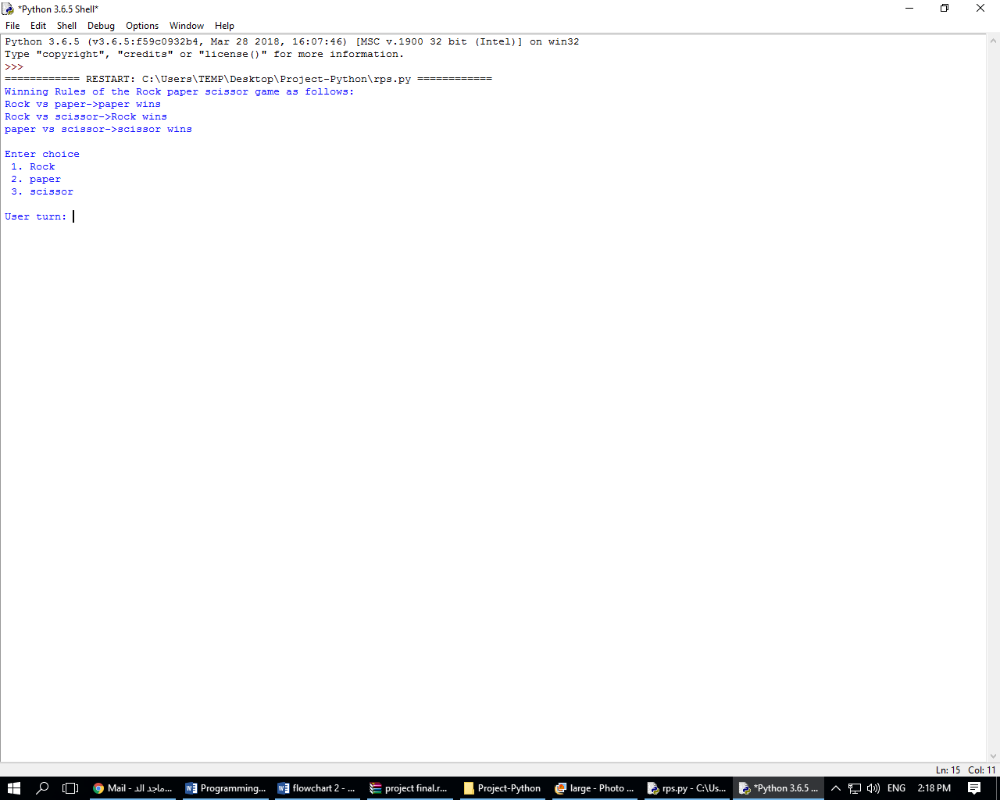 *Python 3.6.5 Shell*
File Edit Shell Debug Options Window Help
Python 3.6.5 (v3.6.5:f59c0932b4, Mar 28 2018, 16:07:46) [MSC v.1900 32 bit (Intel)] on win32
Type "copyright", "credits" or "license()" for more information.
>>>
============ RESTART: C:\Users\TEMP\Desktop\Project-Python\rps.py ============
Winning Rules of the Rock paper scissor game as follows:
Rock vs paper->paper wins
Rock vs scissor->Rock wins
paper vs scissor->scissor wins
Enter choice
1. Rock
2. paper
3. scissor
User turn:
Ln: 15 Col: 11
Mail - ماجد الد... Programming... flowchart 2 - ... project final.r... Project-Python large - Photo ... rps.py - C:\Us... *Python 3.6.5 ... ENG 2:18 PM